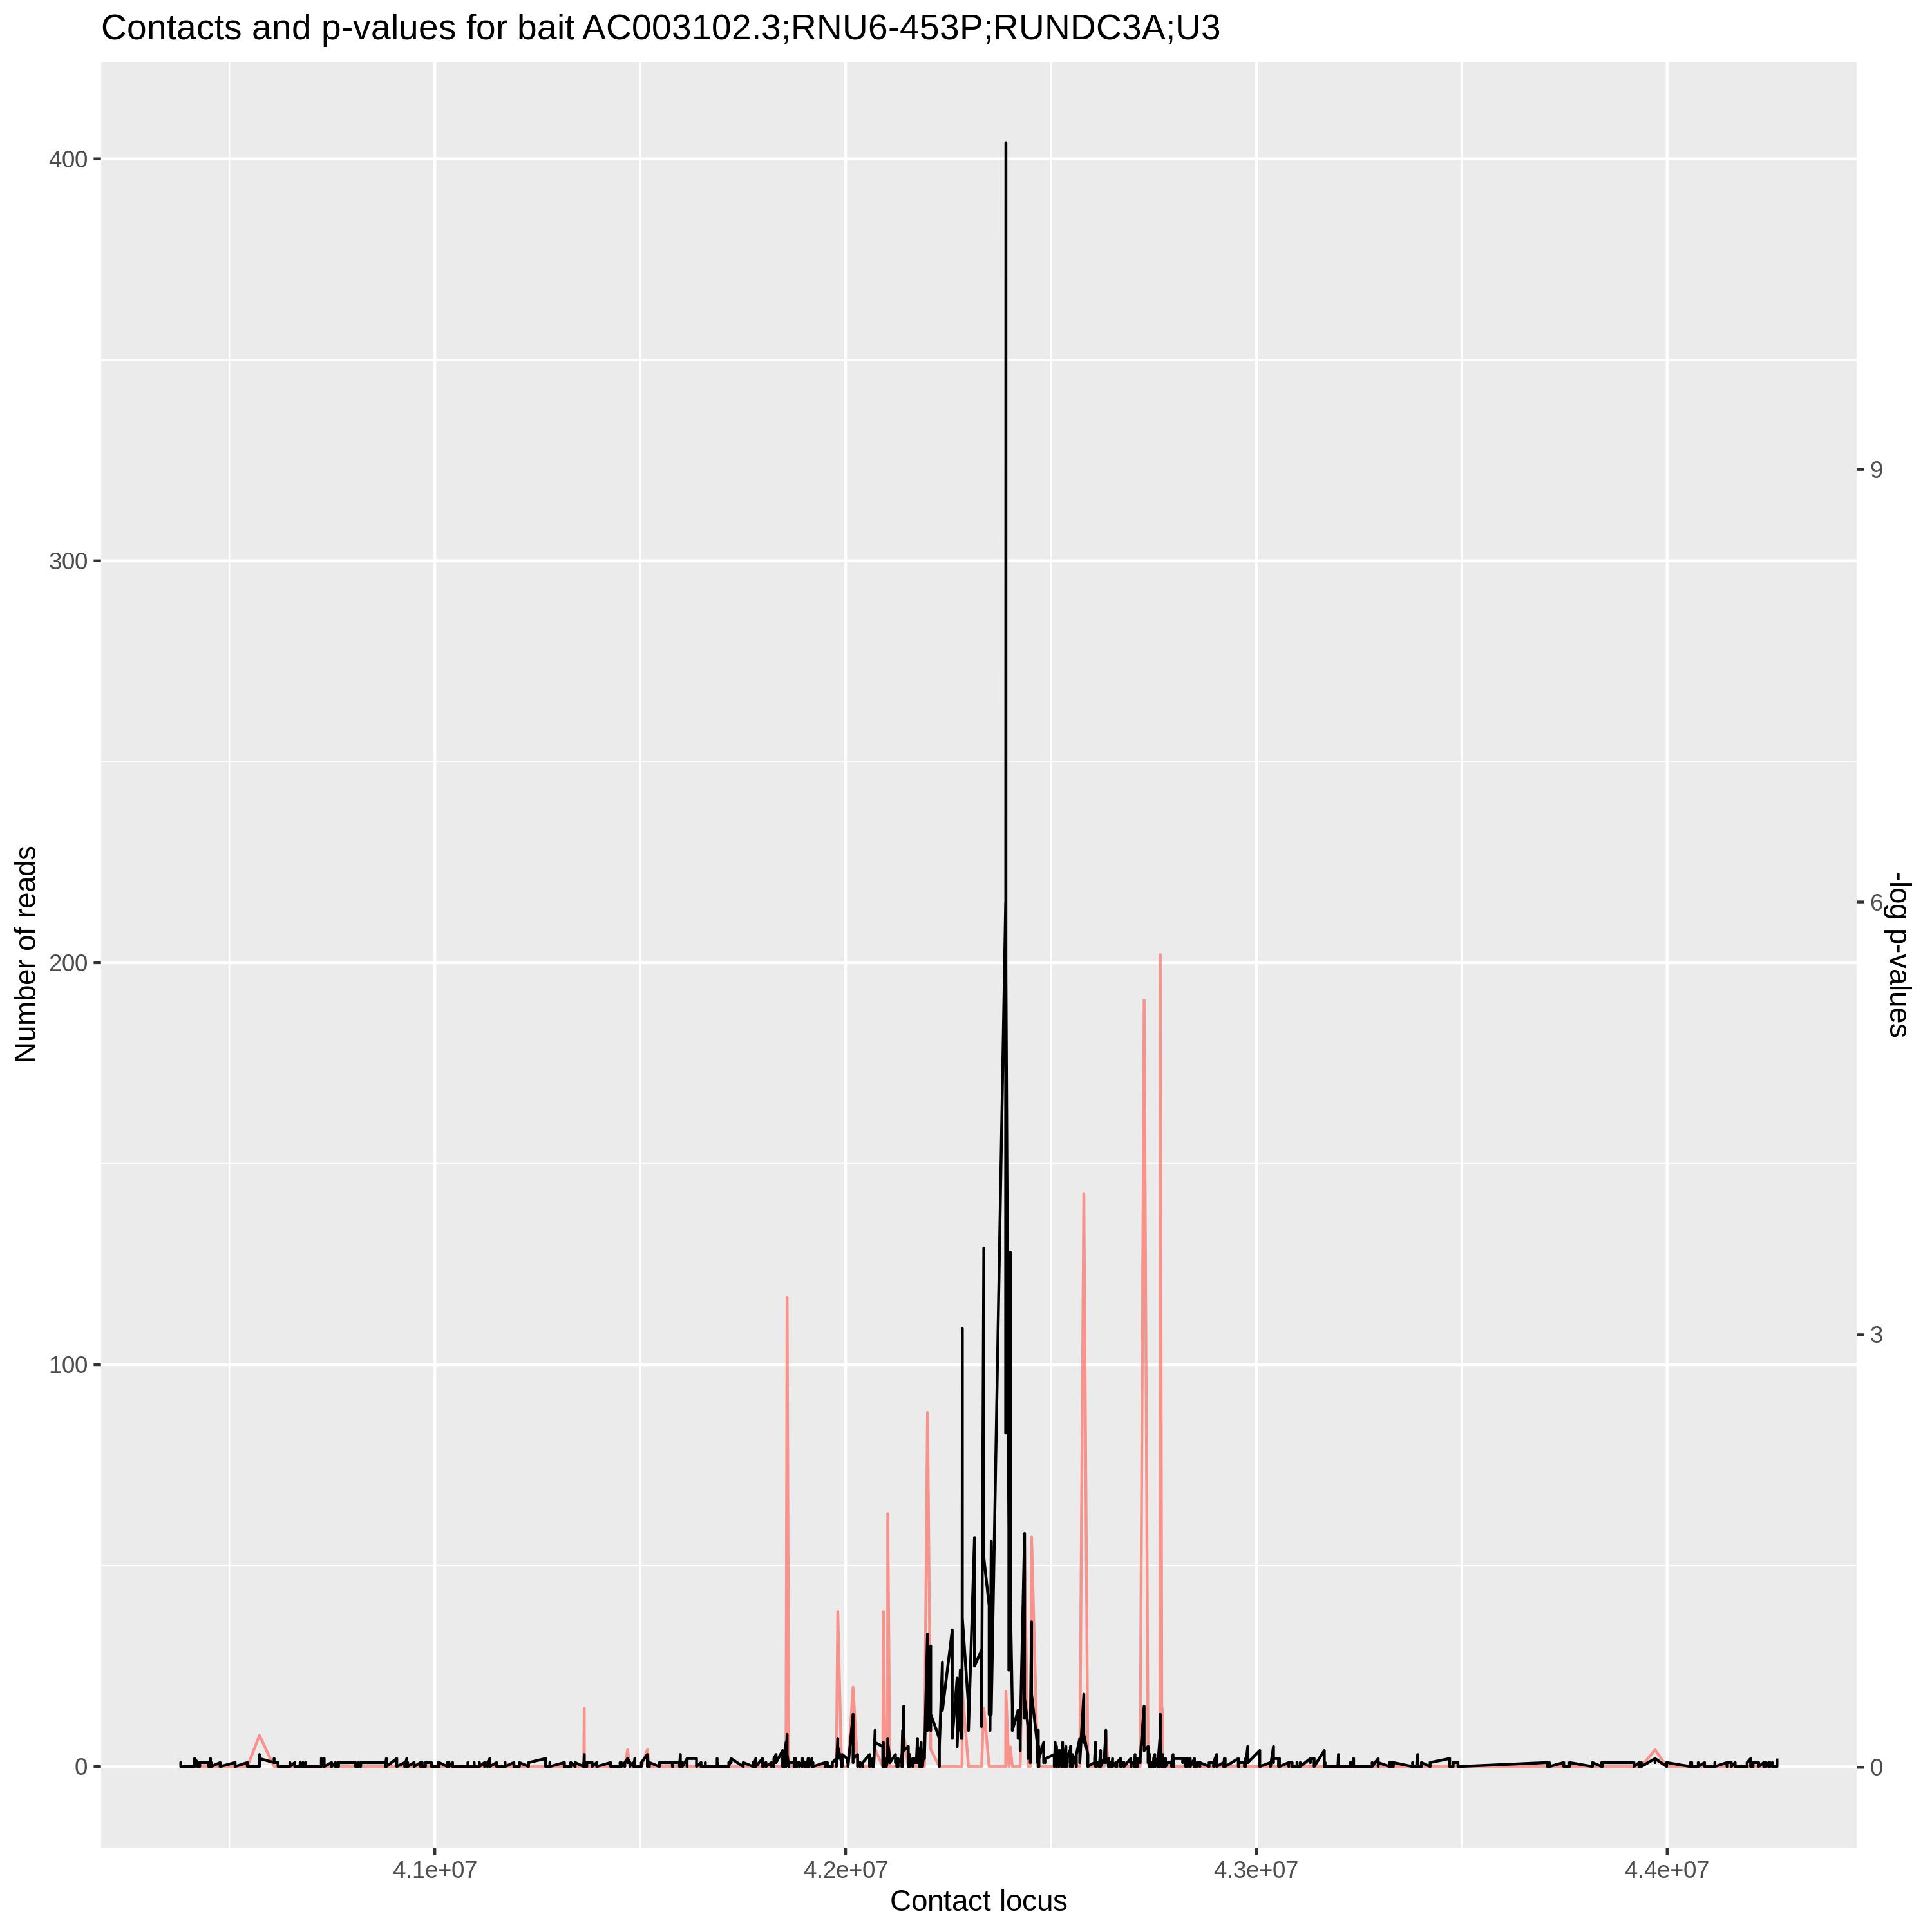 Contacts and p-values for bait AC003102.3;RNU6-453P;RUNDC3A;U3
400
300
200
100
0
Number of reads
9
6
3
0
-log p-values
4.1e+07
4.2e+07
4.3e+07
4.4e+07
Contact locus